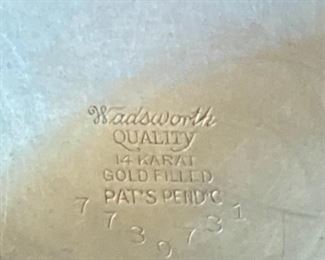 Wadsworth
QUALITY
14 KARAT
GOLD FILLED
PAT'S PEND'G
7739731